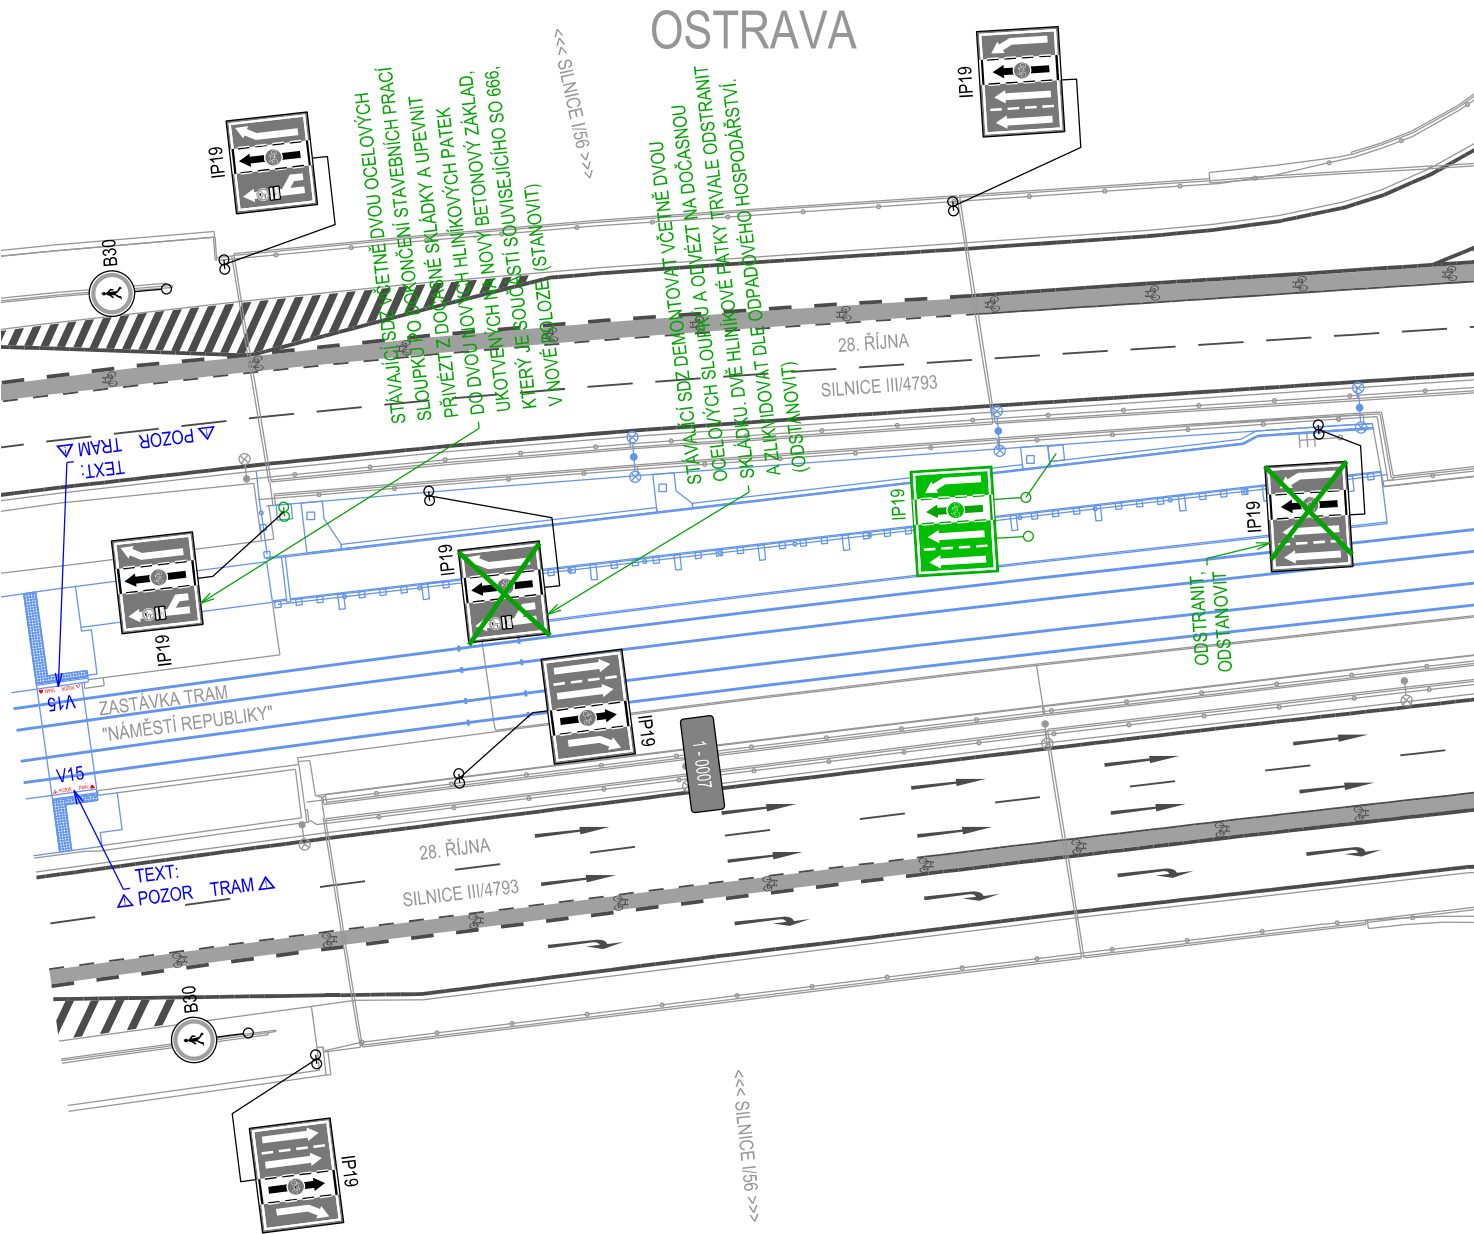 OSTRAVA
<<< SILNICE I/56 >>>
IP19
IP19
B30
STÁVAJÍCÍ SDZ VČETNĚ DVOU OCELOVÝCH
SLOUPKŮ PO DOKONČENÍ STAVEBNÍCH PRACÍ
PŘIVÉZT Z DOČASNÉ SKLÁDKY A UPEVNIT
DO DVOU NOVÝCH HLINÍKOVÝCH PATEK
UKOTVENÝCH NA NOVÝ BETONOVÝ ZÁKLAD,
KTERÝ JE SOUČÁSTÍ SOUVISEJÍCÍHO SO 666,
V NOVÉ POLOZE (STANOVIT)
STÁVAJÍCÍ SDZ DEMONTOVAT VČETNĚ DVOU
OCELOVÝCH SLOUPKŮ A ODVÉZT NA DOČASNOU
SKLÁDKU. DVĚ HLINÍKOVÉ PATKY TRVALE ODSTRANIT
A ZLIKVIDOVAT DLE ODPADOVÉHO HOSPODÁŘSTVÍ.
(ODSTANOVIT)
28. ŘÍJNA
SILNICE III/4793
TEXT:
POZOR TRAM
IP19
IP19
IP19
IP19
ODSTRANIT,
ODSTANOVIT
V15
ZASTÁVKA TRAM
"NÁMĚSTÍ REPUBLIKY"
IP19
1 - 0007
V15
TEXT:
POZOR TRAM
28. ŘÍJNA
SILNICE III/4793
B30
IP19
<<< SILNICE I/56 >>>